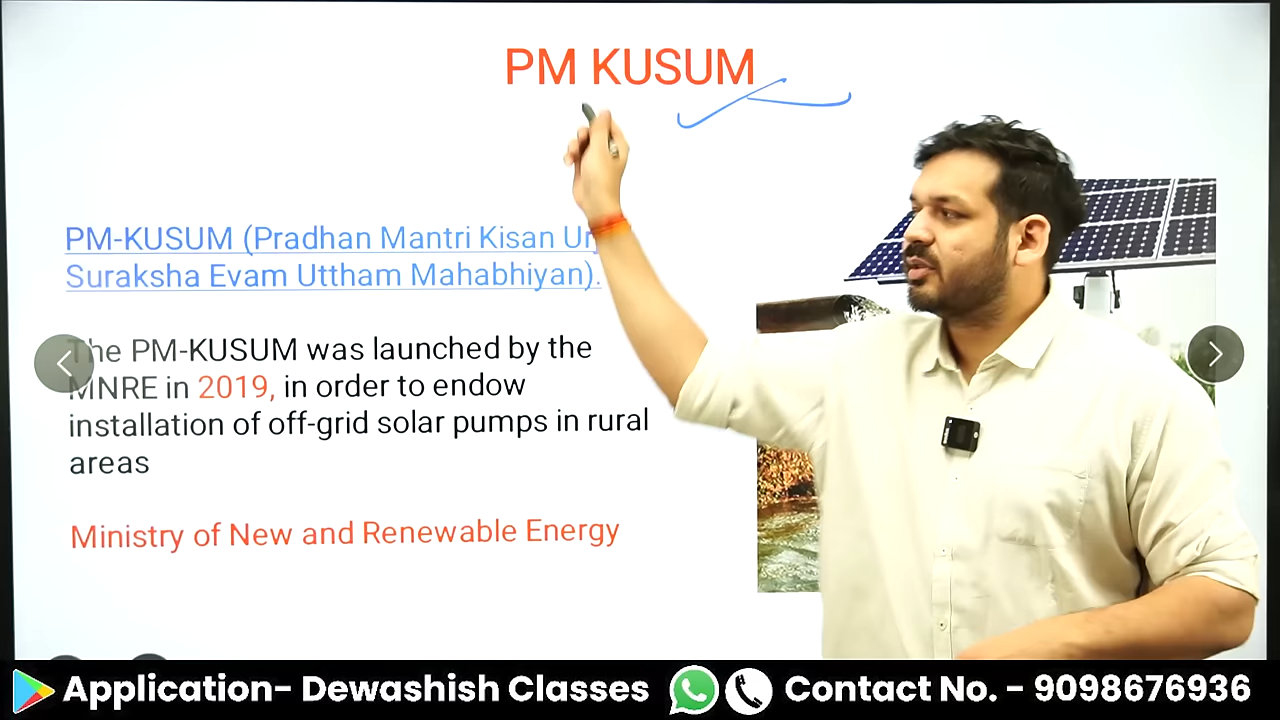 PM KUSUM
PM-KUSUM (Pradhan Mantri Kisan
Suraksha Evam Uttham Mahabhiyan).
The PM-KUSUM was launched by the
MNRE in 2019, in order to endow
installation of off-grid solar pumps in rural
areas
Ministry of New and Renewable Energy
Application- Dewashish Classes
Contact No. - 9098676936